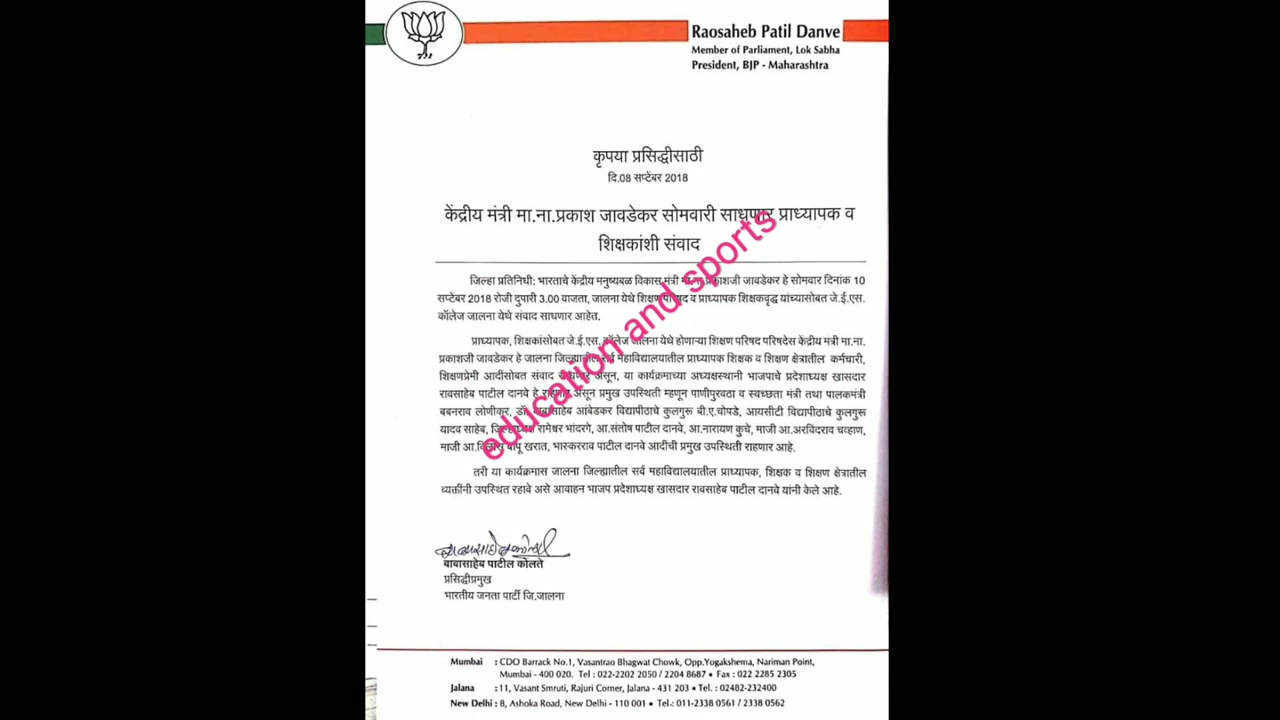 Raosaheb Patil Danve
Member of Parliament, Lok Sabha
President, BJP - Maharashtra
कृपया प्रसिद्धीसाठी
दि.08 सप्टेंबर 2018
केंद्रीय मंत्री मा.ना.प्रकाश जावडेकर सोमवारी साधणार प्राध्यापक व
शिक्षकांशी संवाद
जिल्हा प्रतिनिधी: भारताचे केंद्रीय मनुष्यबळ विकास मंत्री मा.ना.प्रकाशजी जावडेकर हे सोमवार दिनांक 10
सप्टेंबर 2018 रोजी दुपारी 3.00 वाजता, जालना येथे शिक्षण परिषद व प्राध्यापक शिक्षकवृद्ध यांच्यासोबत जे.ई.एस.
कॉलेज जालना येथे संवाद साधणार आहेत.
प्राध्यापक, शिक्षकांसोबत जे.ई.एस. कॉलेज जालना येथे होणाऱ्या शिक्षण परिषद परिषदेस केंद्रीय मंत्री मा.ना.
प्रकाशजी जावडेकर हे जालना जिल्ह्यातील सर्व महाविद्यालयातील प्राध्यापक शिक्षक व शिक्षण क्षेत्रातील कर्मचारी,
शिक्षणप्रेमी आदींसोबत संवाद साधणार असून, या कार्यक्रमाच्या अध्यक्षस्थानी भाजपाचे प्रदेशाध्यक्ष खासदार
रावसाहेब पाटील दानवे हे राहणार असून प्रमुख उपस्थिती म्हणून पाणीपुरवठा व स्वच्छता मंत्री तथा पालकमंत्री
बबनराव लोणीकर, डॉ. बाबासाहेब आंबेडकर विद्यापीठाचे कुलगुरू बी.ए.चोपडे, आयसीटी विद्यापीठाचे कुलगुरू
यादव साहेब, जिल्हाध्यक्ष रामेश्वर भांदरगे, आ.संतोष पाटील दानवे, आ.नारायण कुचे, माजी आ.अरविंदराव चव्हाण,
माजी आ.विलास बापू खरात, भास्करराव पाटील दानवे आदींची प्रमुख उपस्थिती राहणार आहे.
तरी या कार्यक्रमास जालना जिल्ह्यातील सर्व महाविद्यालयातील प्राध्यापक, शिक्षक व शिक्षण क्षेत्रातील
व्यक्तींनी उपस्थित रहावे असे आवाहन भाजप प्रदेशाध्यक्ष खासदार रावसाहेब पाटील दानवे यांनी केले आहे.
education and sports
बाबासाहेब पाटील कोलते
प्रसिद्धीप्रमुख
भारतीय जनता पार्टी जि.जालना
Mumbai : CDO Barrack No.1, Vasantrao Bhagwat Chowk, Opp.Yogakshema, Nariman Point,
Mumbai - 400 020. Tel : 022-2202 2050 / 2204 8687 • Fax : 022 2285 2305
Jalana : 11, Vasant Smruti, Rajuri Corner, Jalana - 431 203 • Tel. : 02482-232400
New Delhi : 8, Ashoka Road, New Delhi - 110 001 • Tel.: 011-2338 0561 / 2338 0562